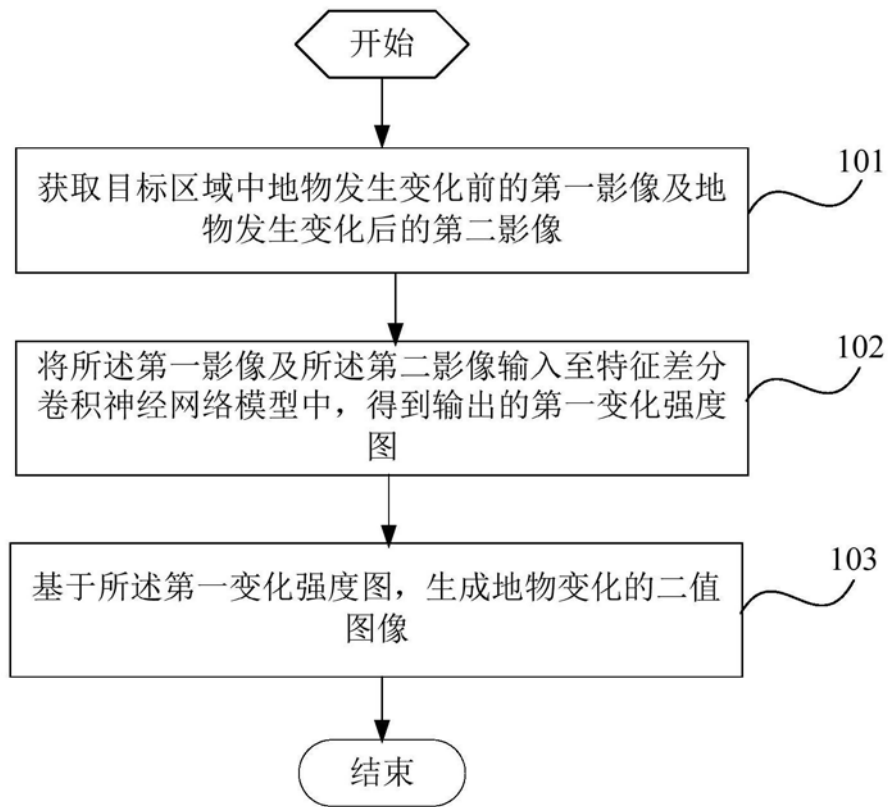 开始
获取目标区域中地物发生变化前的第一影像及地
物发生变化后的第二影像
101
将所述第一影像及所述第二影像输入至特征差分
卷积神经网络模型中，得到输出的第一变化强度
图
102
基于所述第一变化强度图，生成地物变化的二值
图像
103
结束